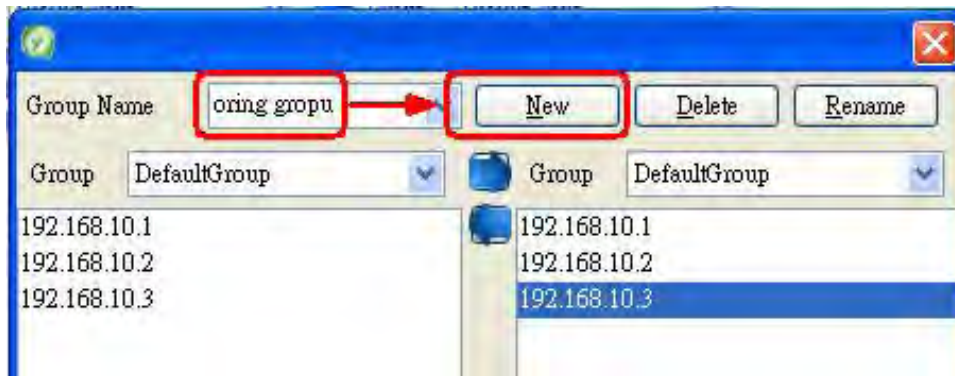 Group Name oring gropu New Delete Rename
Group DefaultGroup Group DefaultGroup
192.168.10.1 192.168.10.1
192.168.10.2 192.168.10.2
192.168.10.3 192.168.10.3